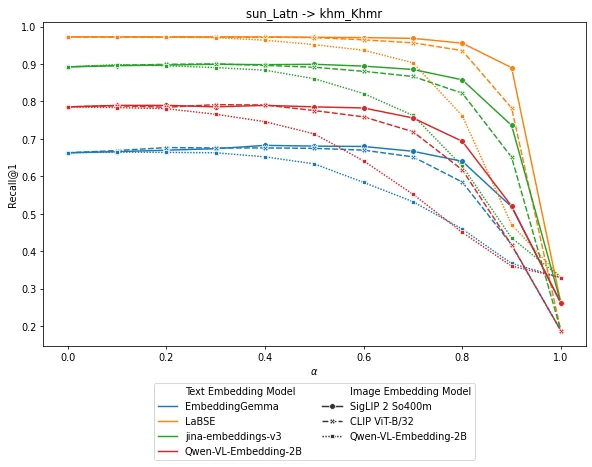 sun_Latn -> khm_Khmr
1.0
0.9
0.8
0.7
0.6
0.5
0.4
0.3
0.2
Recall@1
0.0 0.2 0.4 0.6 0.8 1.0
α
Text Embedding Model Image Embedding Model
EmbeddingGemma SigLIP 2 So400m
LaBSE CLIP ViT-B/32
jina-embeddings-v3 Qwen-VL-Embedding-2B
Qwen-VL-Embedding-2B